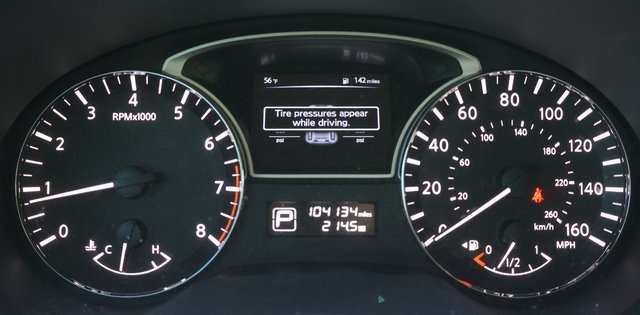 56 °F 142 miles
Tire pressures appear
while driving.
-- --
psi psi
0 1 2 3 4 5 6 7 8
RPMx1000
C H
P
104134 miles
214.5
0 20 40 60 80 100 120 140 160
20 60 100 140 180 220 260
km/h
MPH
0 1/2 1